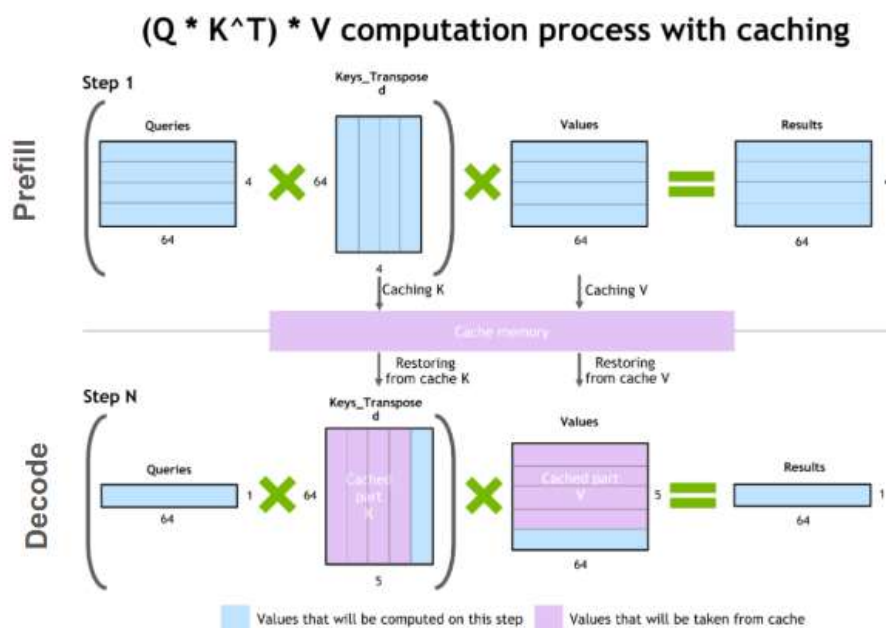 (Q * K^T) * V computation process with caching
Step 1
Prefill
Queries
4
64
64
Keys_Transpose
d
4
Values
64
Results
64
Caching K
Caching V
Cache memory
Restoring
from cache K
Restoring
from cache V
Step N
Decode
Queries
1
64
64
Keys_Transpose
d
Cached
part
K
5
Values
Cached part
V
5
64
Results
1
64
Values that will be computed on this step
Values that will be taken from cache